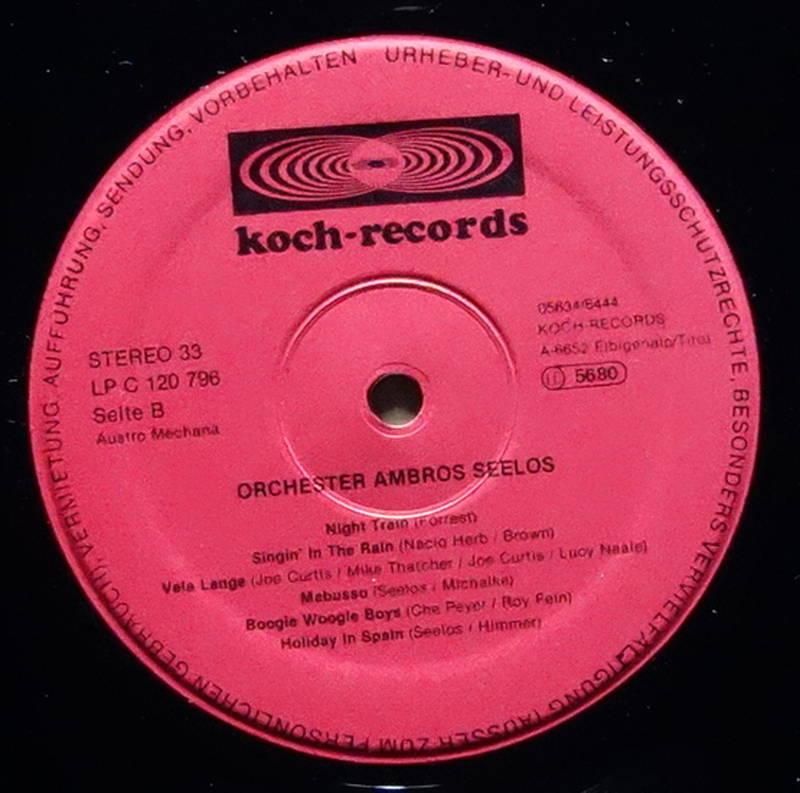 URHEBER- UND LEISTUNGSSCHUTZRECHTE, BESONDERS VERVIELFÄLTIGUNG (AUSSER ZUM PERSÖNLICHEN GEBRAUCH), VERMIETUNG, AUFFÜHRUNG, SENDUNG, VORBEHALTEN
koch-records
STEREO 33
LP C 120 796
Seite B
Austro Mechana
05634/6444
KOCH-RECORDS
A-6652 Elbigenalp/Tirol
LC 5680
ORCHESTER AMBROS SEELOS
Night Train (Forrest)
Singin' In The Rain (Nacio Herb / Brown)
Vela Lange (Joe Curtis / Mike Thatcher / Joe Curtis / Lucy Neale)
Mabusso (Seelos / Michalke)
Boogie Woogie Boys (Che Peyer / Roy Fein)
Holiday In Spain (Seelos / Himmer)